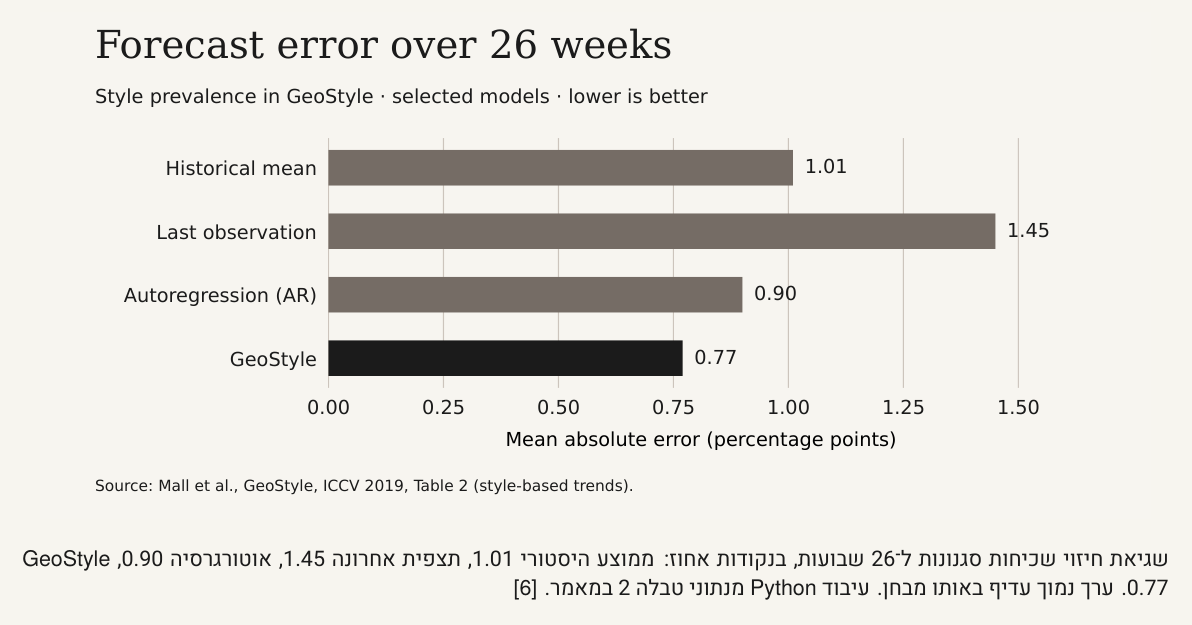 Forecast error over 26 weeks
Style prevalence in GeoStyle · selected models · lower is better
Historical mean 1.01
Last observation 1.45
Autoregression (AR) 0.90
GeoStyle 0.77
0.00 0.25 0.50 0.75 1.00 1.25 1.50
Mean absolute error (percentage points)
Source: Mall et al., GeoStyle, ICCV 2019, Table 2 (style-based trends).
שגיאת חיזוי שכיחות סגנונות ל־26 שבועות, בנקודות אחוז: ממוצע היסטורי 1.01, תצפית אחרונה 1.45, אוטורגרסיה 0.90, GeoStyle
0.77. ערך נמוך עדיף באותו מבחן. עיבוד Python מנתוני טבלה 2 במאמר. [6]